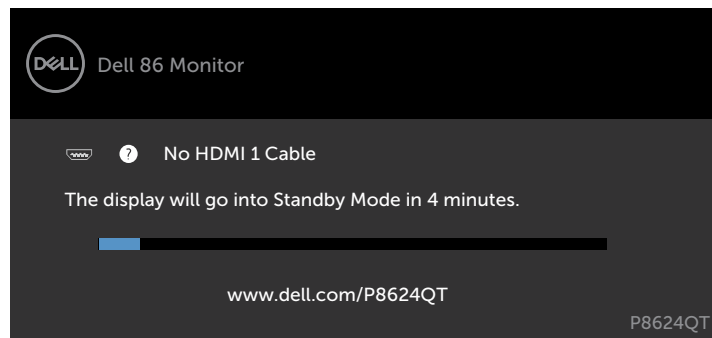 DELL Dell 86 Monitor
? No HDMI 1 Cable
The display will go into Standby Mode in 4 minutes.
www.dell.com/P8624QT
P8624QT